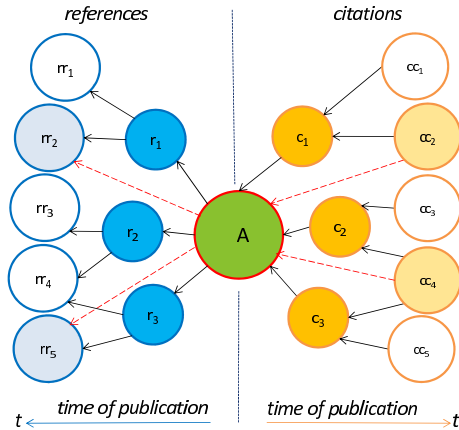 references citations
rr1
cc1
rr2 r1 c1 cc2
rr3 cc3
r2 A c2
rr4 cc4
r3 c3
rr5 cc5
time of publication time of publication
t t